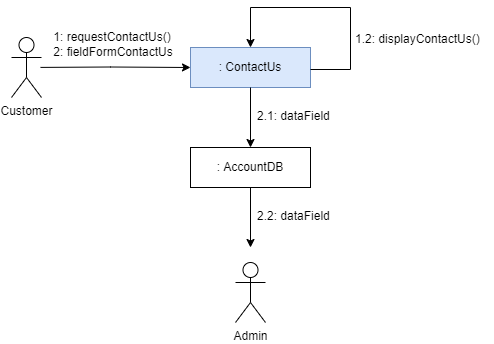 1: requestContactUs()
2: fieldFormContactUs
1.2: displayContactUs()
: ContactUs
Customer
2.1: dataField
: AccountDB
2.2: dataField
Admin